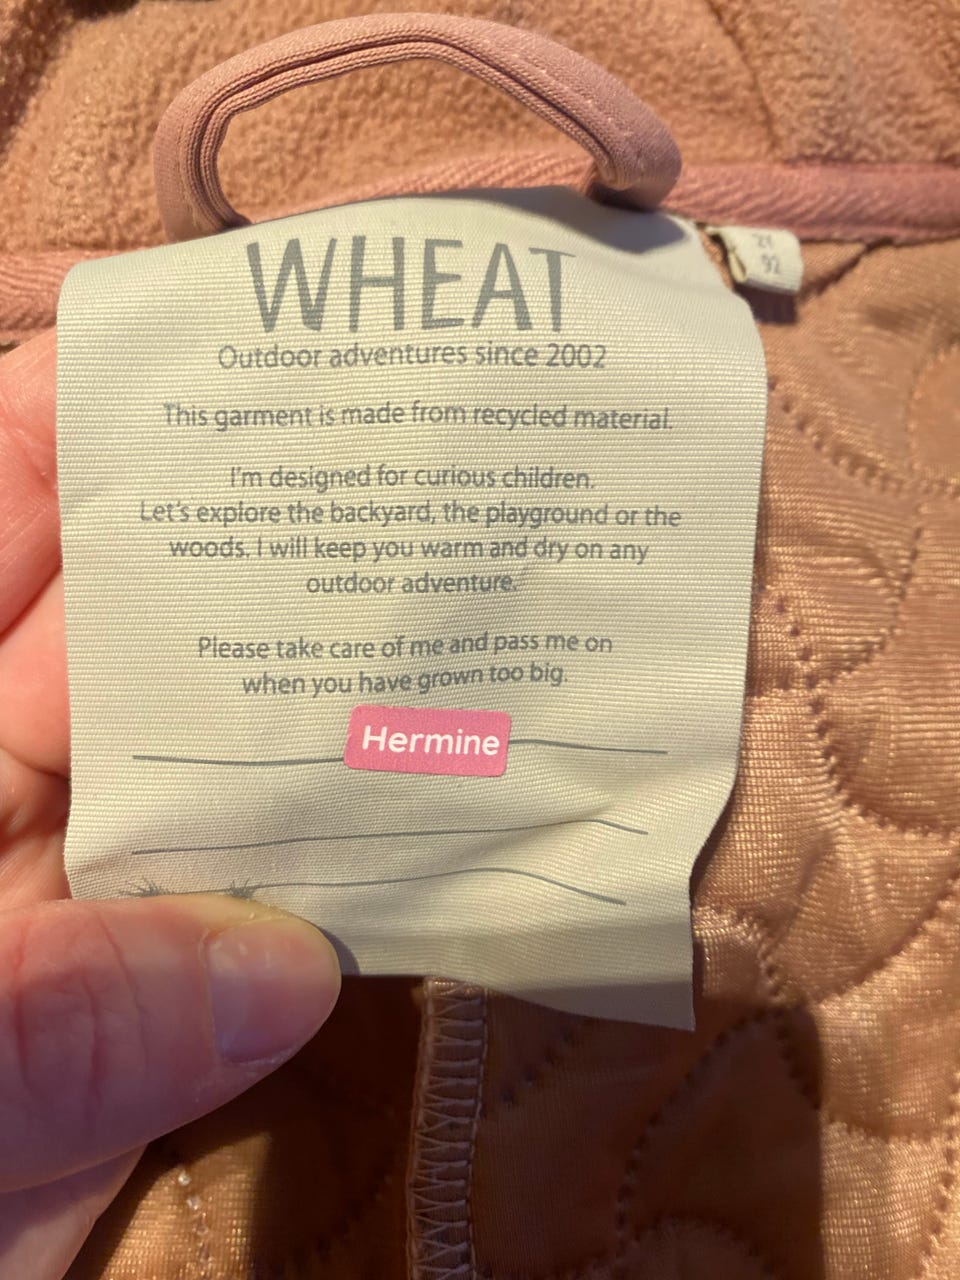 WHEAT
Outdoor adventures since 2002
This garment is made from recycled material.
I'm designed for curious children.
Let's explore the backyard, the playground or the
woods. I will keep you warm and dry on any
outdoor adventure.
Please take care of me and pass me on
when you have grown too big.
Hermine
2Y
92